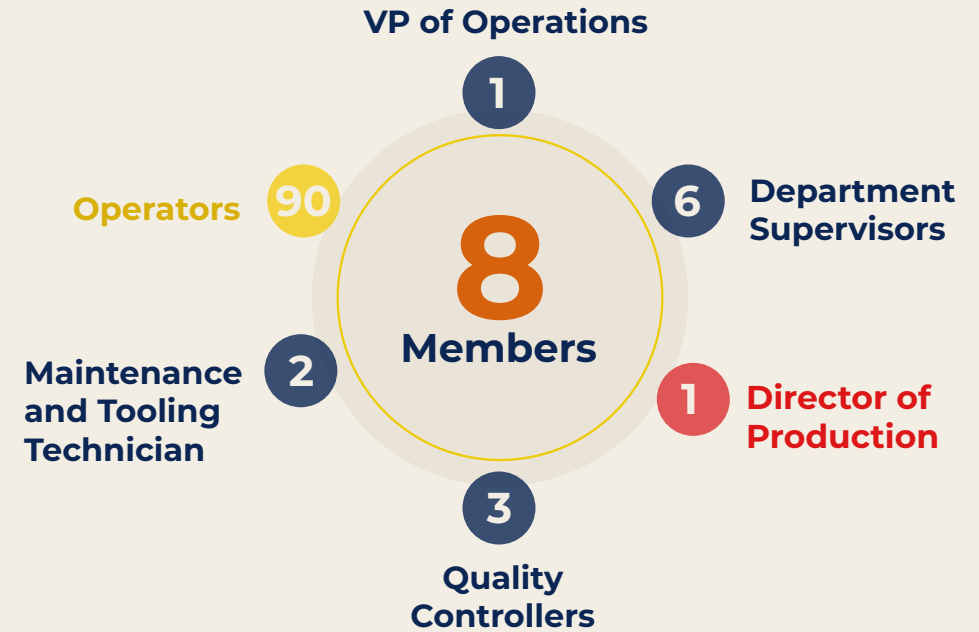 VP of Operations
1
6
Department
Supervisors
1
Director of
Production
3
Quality
Controllers
2
Maintenance
and Tooling
Technician
90
Operators
8
Members